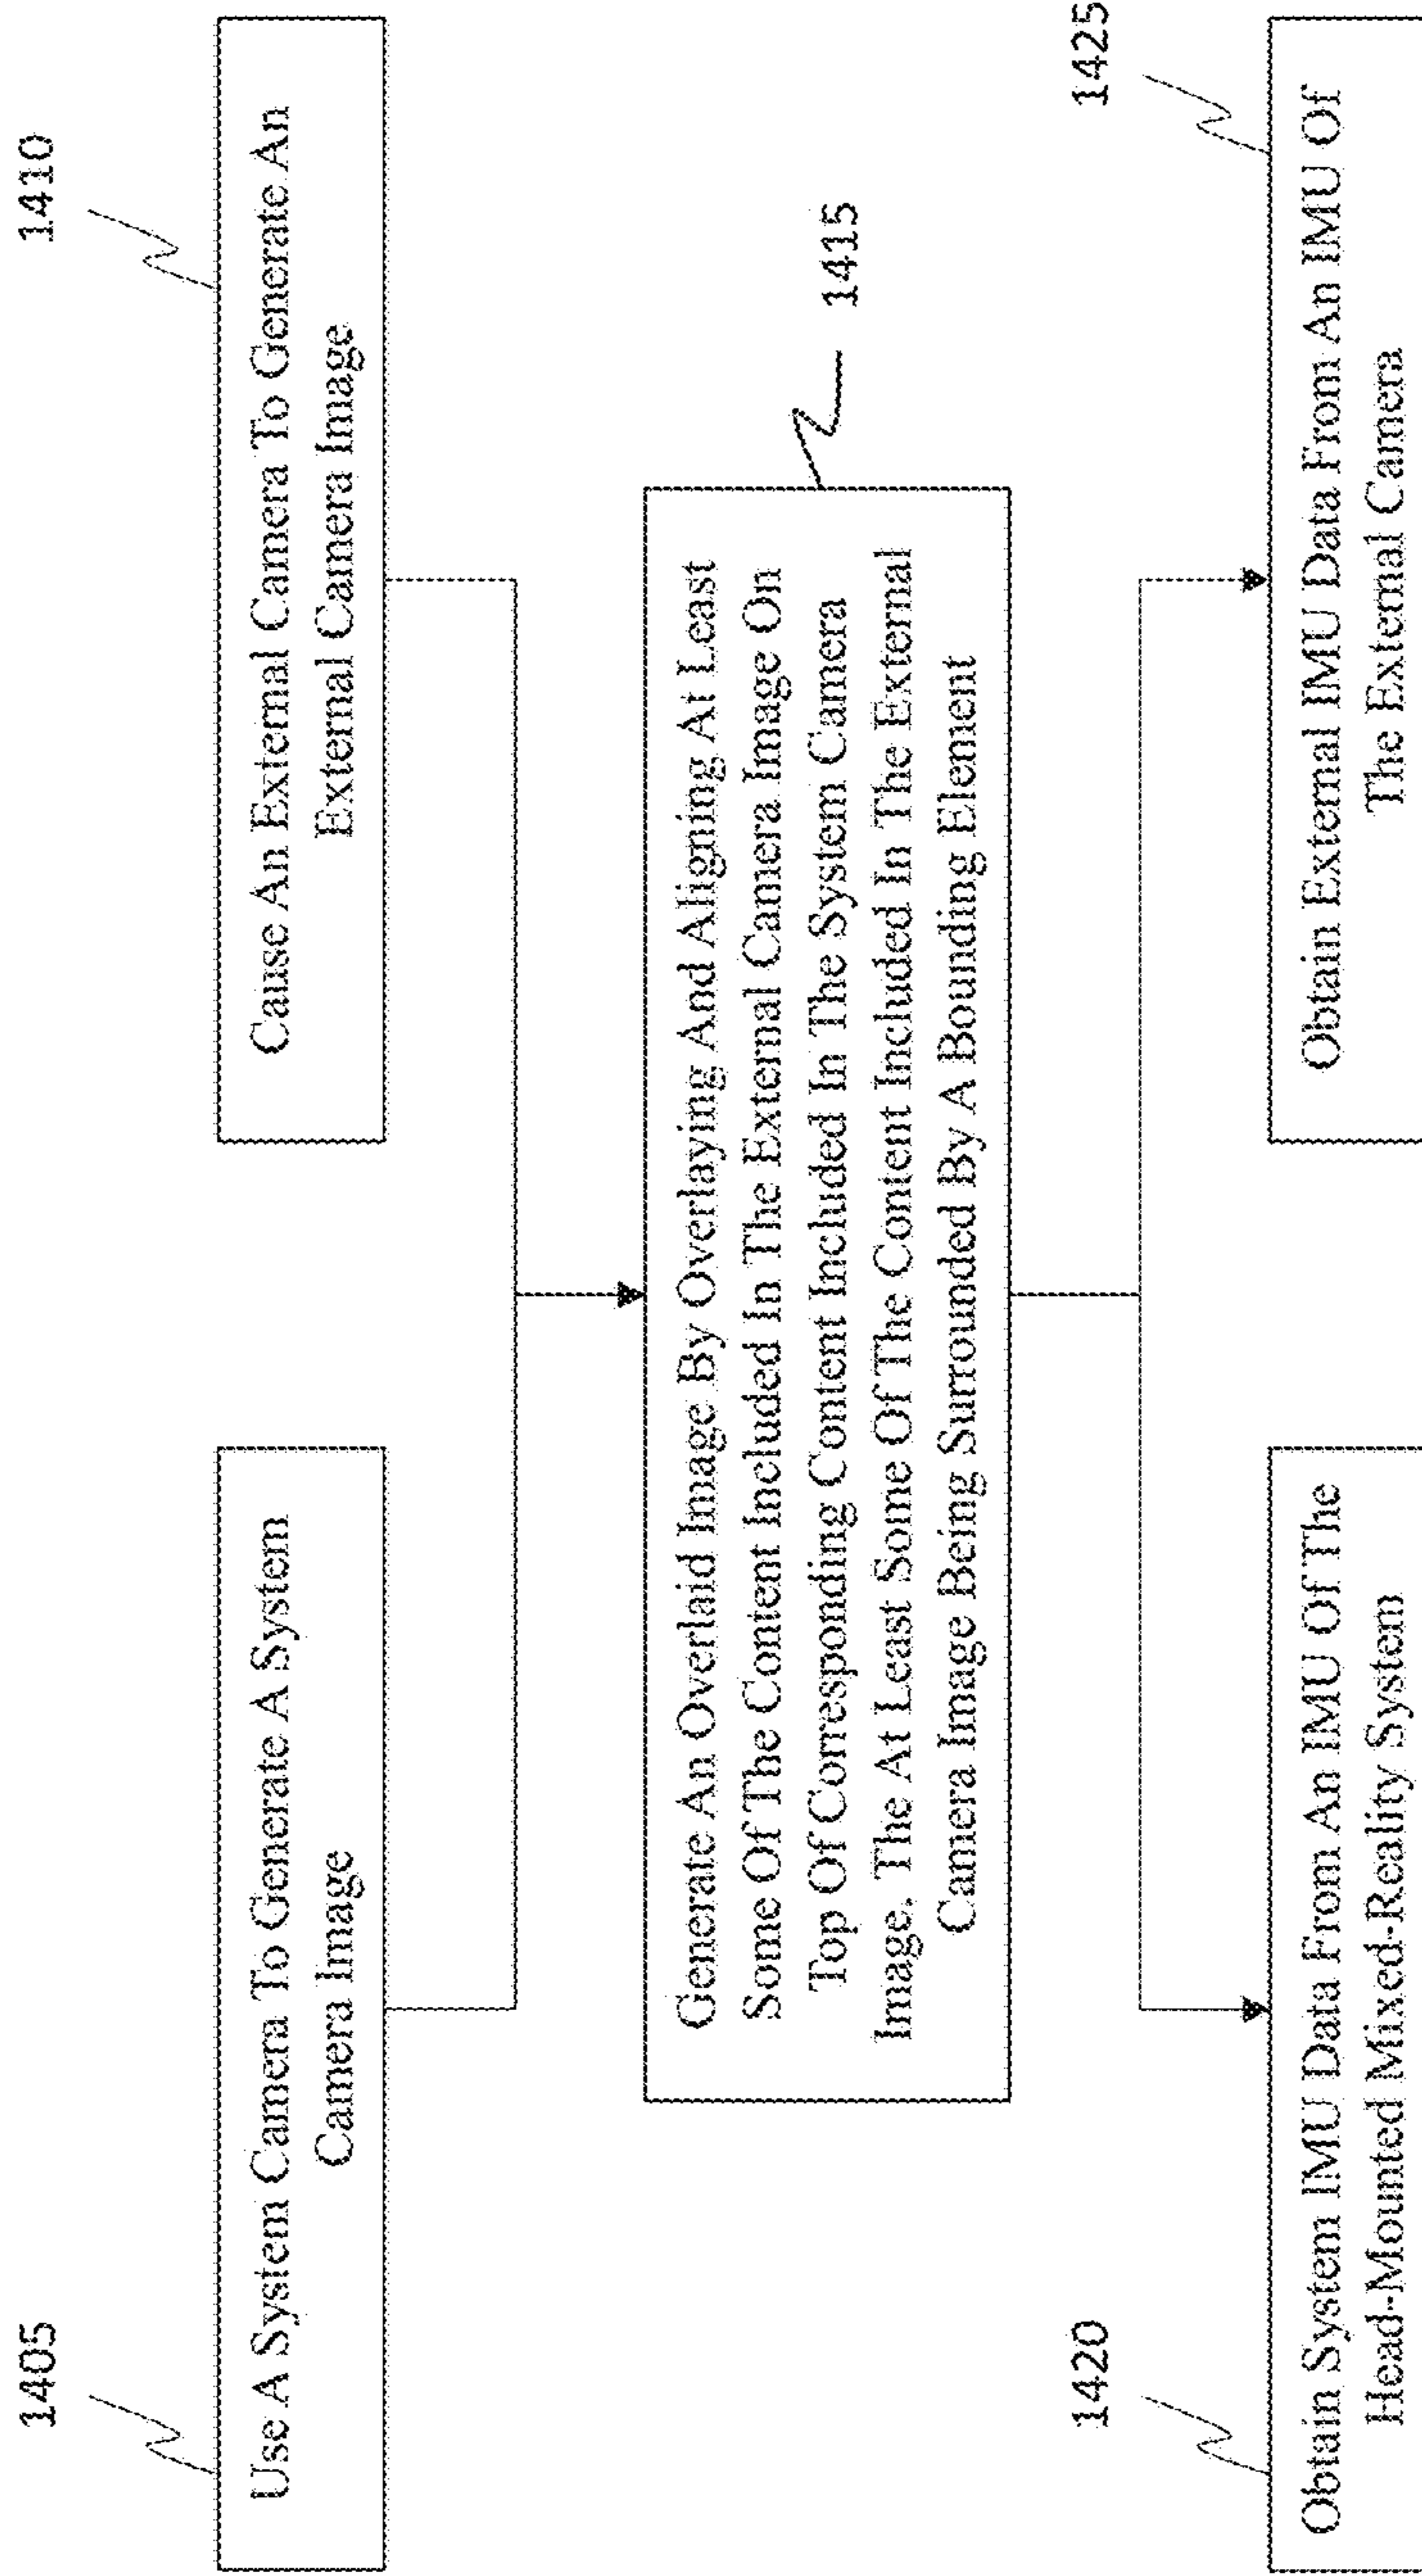 1405
Use A System Camera To Generate A System
Camera Image
1410
Cause An External Camera To Generate An
External Camera Image
Generate An Overlaid Image By Overlaying And Aligning At Least
Some Of The Content Included In The External Camera Image On
Top Of Corresponding Content Included In The System Camera
Image, The At Least Some Of The Content Included In The External
Camera Image Being Surrounded By A Bounding Element
1415
1420
Obtain System IMU Data From An IMU Of The
Head-Mounted Mixed-Reality System
1425
Obtain External IMU Data From An IMU Of
The External Camera